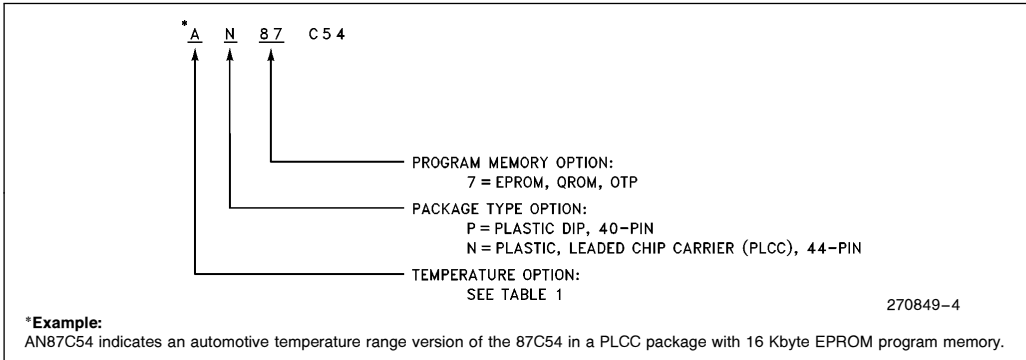 *A N 87 C54
PROGRAM MEMORY OPTION:
7 = EPROM, QROM, OTP
PACKAGE TYPE OPTION:
P = PLASTIC DIP, 40-PIN
N = PLASTIC, LEADED CHIP CARRIER (PLCC), 44-PIN
TEMPERATURE OPTION:
SEE TABLE 1
270849–4
*Example:
AN87C54 indicates an automotive temperature range version of the 87C54 in a PLCC package with 16 Kbyte EPROM program memory.